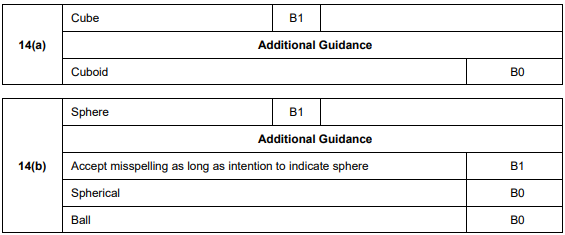 14(a)
Cube B1
Additional Guidance
Cuboid B0
14(b)
Sphere B1
Additional Guidance
Accept misspelling as long as intention to indicate sphere B1
Spherical B0
Ball B0